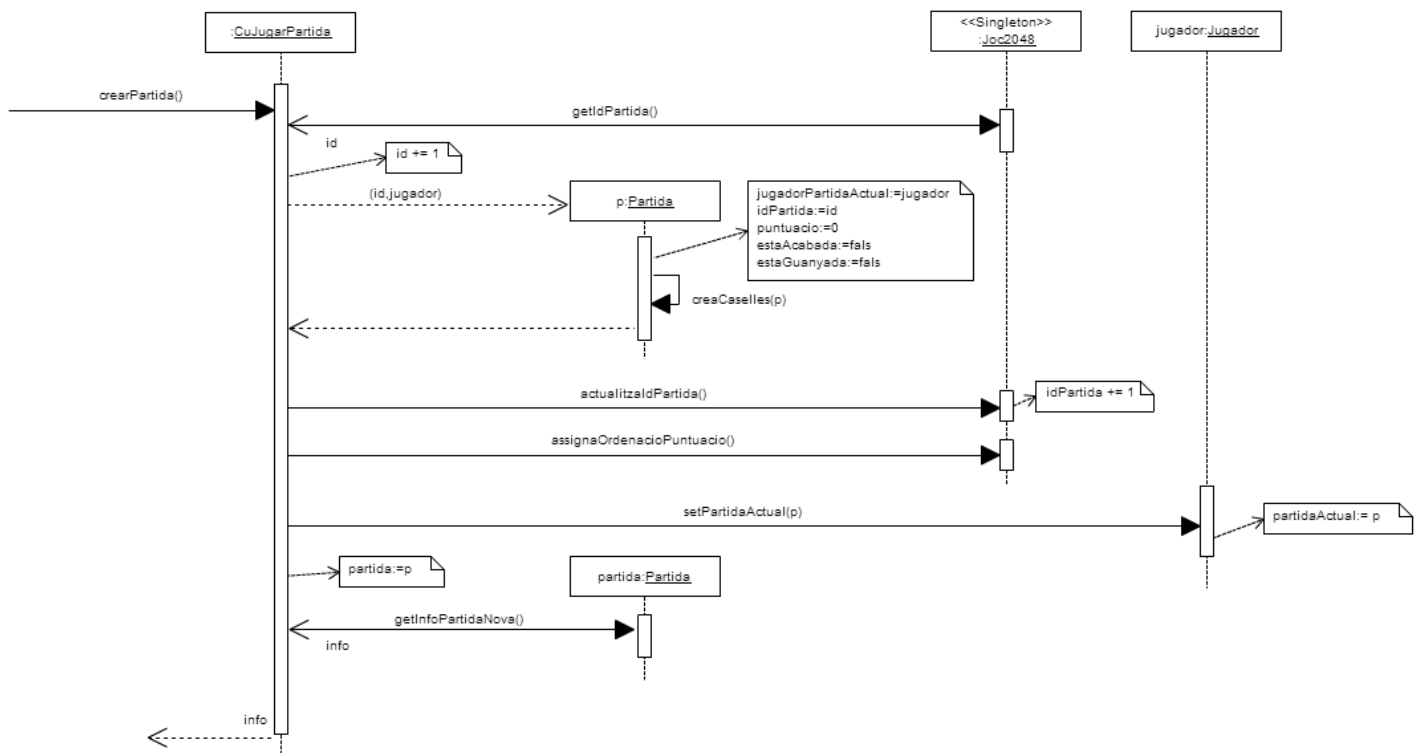 :CuJugarPartida
<<Singleton>>
:Joc2048
jugador:Jugador
crearPartida()
getIdPartida()
id
id += 1
(id,jugador)
p:Partida
jugadorPartidaActual:=jugador
idPartida:=id
puntuacio:=0
estaAcabada:=fals
estaGuanyada:=fals
creaCaselles(p)
actualitzaIdPartida()
idPartida += 1
assignaOrdenacioPuntuacio()
setPartidaActual(p)
partidaActual:= p
partida:=p
partida:Partida
getInfoPartidaNova()
info
info